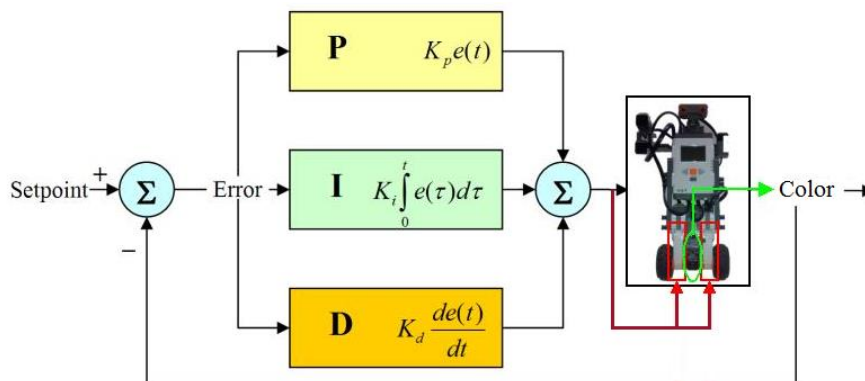 P K_p e(t)
Setpoint + Σ Error I K_i ∫_0^t e(τ)dτ Σ Color
−
D K_d de(t)/dt